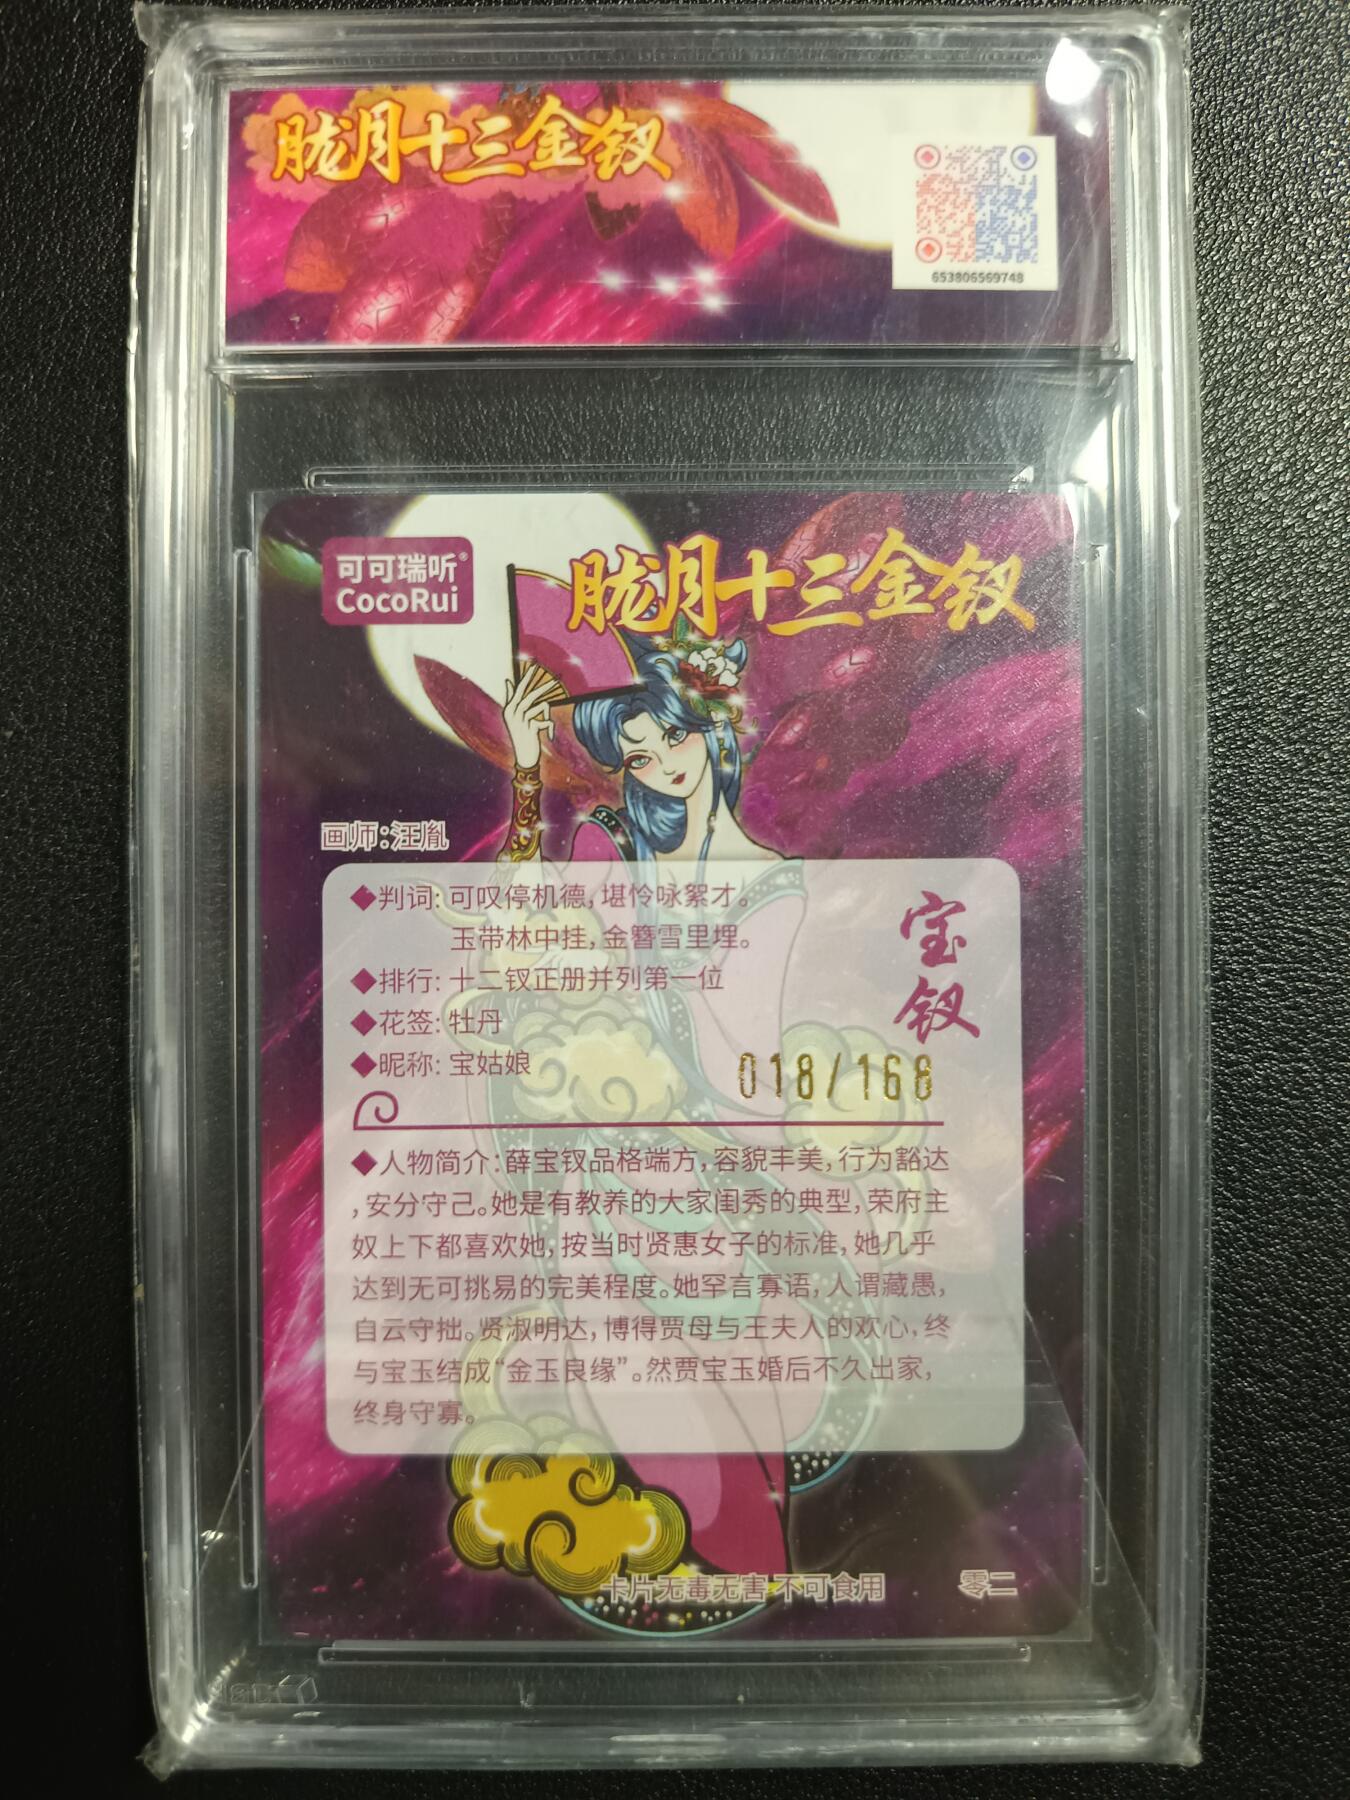 胧月十三金钗
653806569748
可可瑞听®
CocoRui
胧月十三金钗
画师:汪胤
◆判词: 可叹停机德,堪怜咏絮才。
玉带林中挂,金簪雪里埋。
◆排行: 十二钗正册并列第一位
◆花签: 牡丹
◆昵称: 宝姑娘
宝钗
018/168
◆人物简介:薛宝钗品格端方,容貌丰美,行为豁达
,安分守己。她是有教养的大家闺秀的典型,荣府主
奴上下都喜欢她,按当时贤惠女子的标准,她几乎
达到无可挑易的完美程度。她罕言寡语,人谓藏愚,
自云守拙。贤淑明达,博得贾母与王夫人的欢心,终
与宝玉结成“金玉良缘”。然贾宝玉婚后不久出家,
终身守寡。
卡片无毒无害 不可食用
零二